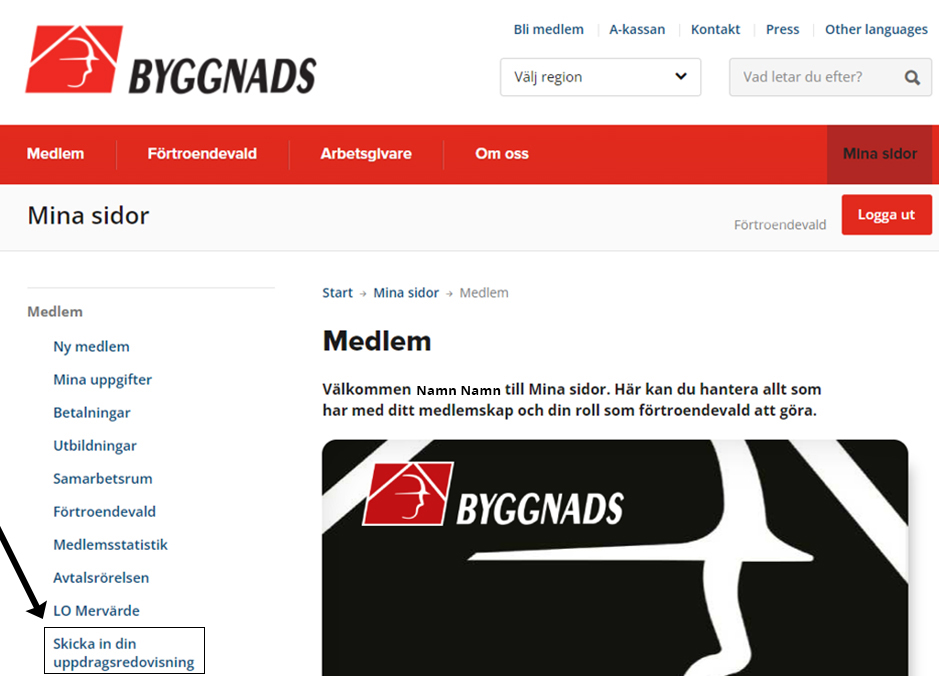 BYGGNADS
Bli medlem
A-kassan
Kontakt
Press
Other languages
Välj region
Vad letar du efter?
Medlem
Förtroendevald
Arbetsgivare
Om oss
Mina sidor
Mina sidor
Förtroendevald
Logga ut
Medlem
Ny medlem
Mina uppgifter
Betalningar
Utbildningar
Samarbetsrum
Förtroendevald
Medlemsstatistik
Avtalsrörelsen
LO Mervärde
Skicka in din
uppdragsredovisning
Start → Mina sidor → Medlem
Medlem
Välkommen Namn Namn till Mina sidor. Här kan du hantera allt som
har med ditt medlemskap och din roll som förtroendevald att göra.
BYGGNADS